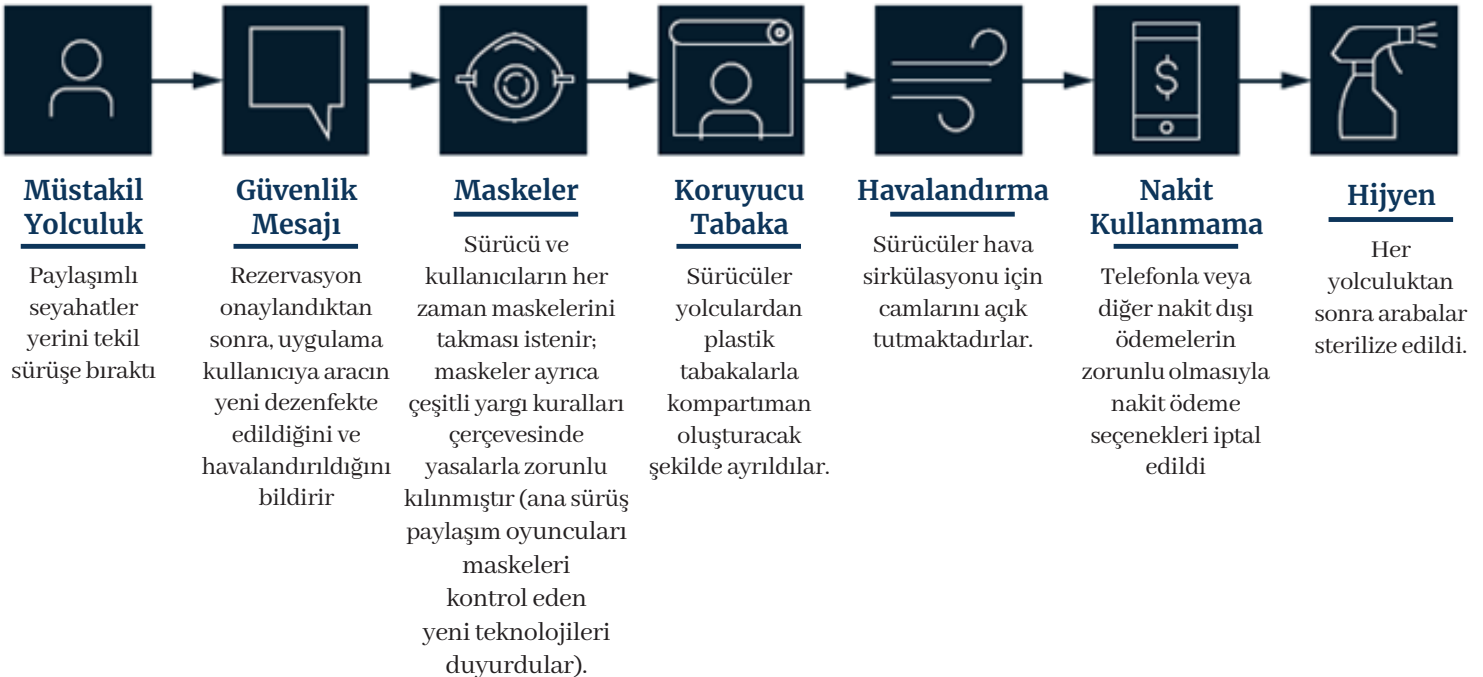 $
Müstakil
Yolculuk
Paylaşımlı
seyahatler
yerini tekil
sürüşe bıraktı
Güvenlik
Mesajı
Rezervasyon
onaylandıktan
sonra, uygulama
kullanıcıya aracın
yeni dezenfekte
edildiğini ve
havalandırıldığını
bildirir
Maskeler
Sürücü ve
kullanıcıların her
zaman maskelerini
takması istenir;
maskeler ayrıca
çeşitli yargı kuralları
çerçevesinde
yasalarla zorunlu
kılınmıştır (ana sürüş
paylaşım oyuncuları
maskeleri
kontrol eden
yeni teknolojileri
duyurdular).
Koruyucu
Tabaka
Sürücüler
yolculardan
plastik
tabakalarla
kompartıman
oluşturacak
şekilde ayrıldılar.
Havalandırma
Sürücüler hava
sirkülasyonu için
camlarını açık
tutmaktadırlar.
Nakit
Kullanmama
Telefonla veya
diğer nakit dışı
ödemelerin
zorunlu olmasıyla
nakit ödeme
seçenekleri iptal
edildi
Hijyen
Her
yolculuktan
sonra arabalar
sterilize edildi.